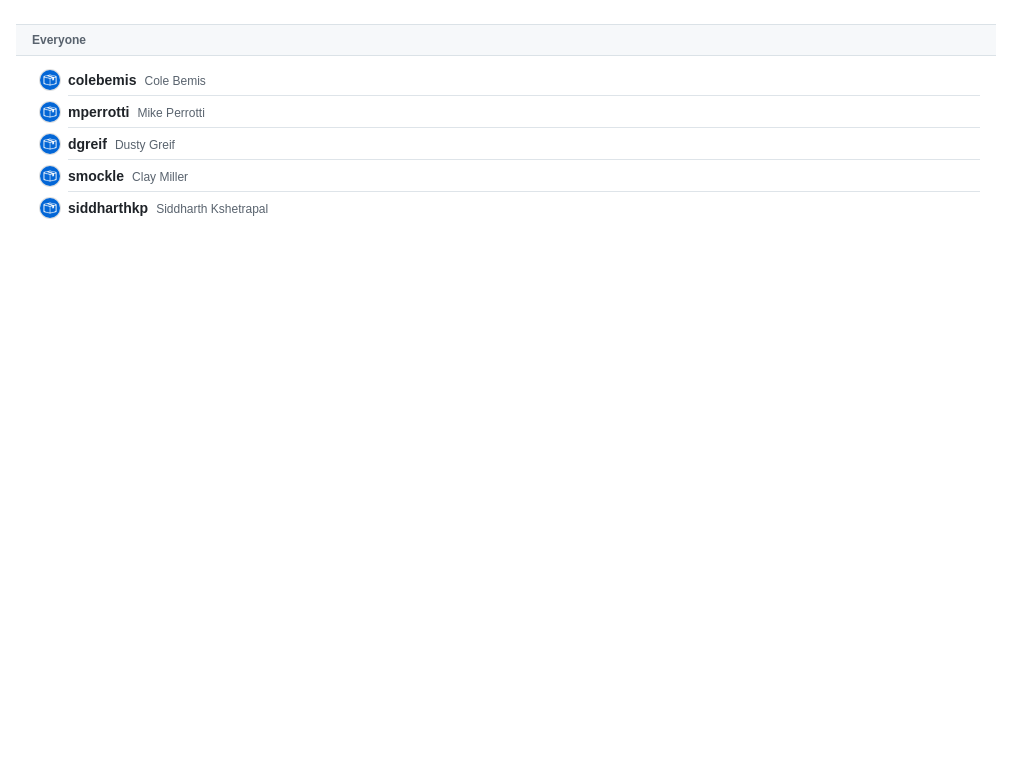 Everyone
colebemis Cole Bemis
mperrotti Mike Perrotti
dgreif Dusty Greif
smockle Clay Miller
siddharthkp Siddharth Kshetrapal